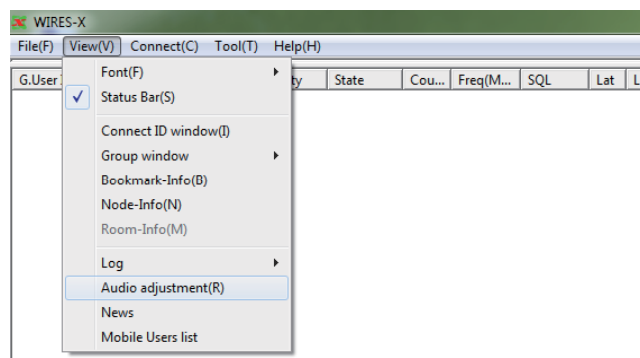 WIRES-X
File(F) View(V) Connect(C) Tool(T) Help(H)
G.User ty State Cou... Freq(M... SQL Lat L
Font(F)
Status Bar(S)
Connect ID window(I)
Group window
Bookmark-Info(B)
Node-Info(N)
Room-Info(M)
Log
Audio adjustment(R)
News
Mobile Users list